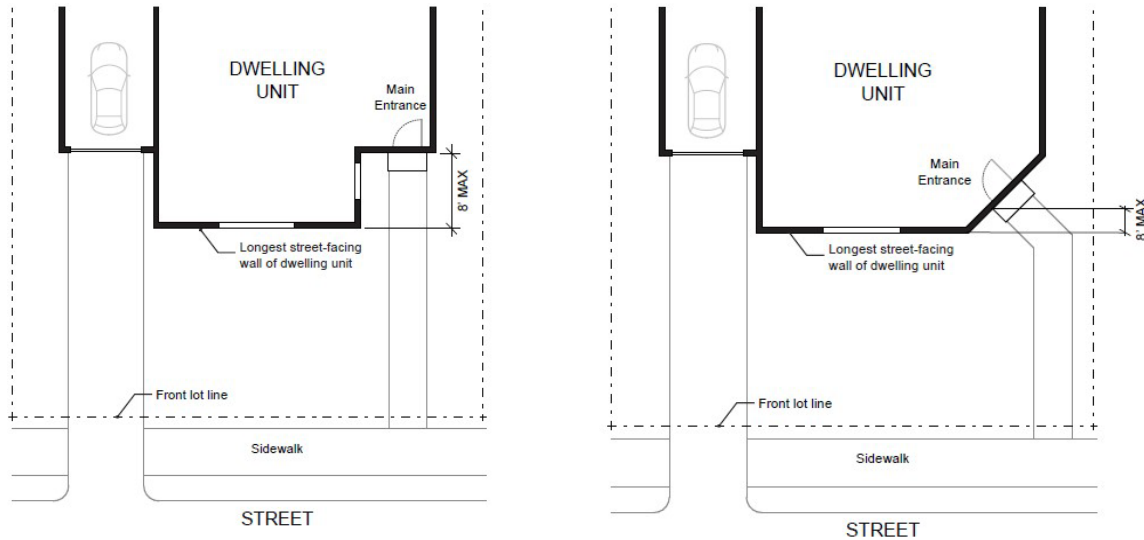 DWELLING
UNIT
Main
Entrance
8' MAX
Longest street-facing
wall of dwelling unit
Front lot line
Sidewalk
STREET
DWELLING
UNIT
Main
Entrance
8' MAX
Longest street-facing
wall of dwelling unit
Front lot line
Sidewalk
STREET